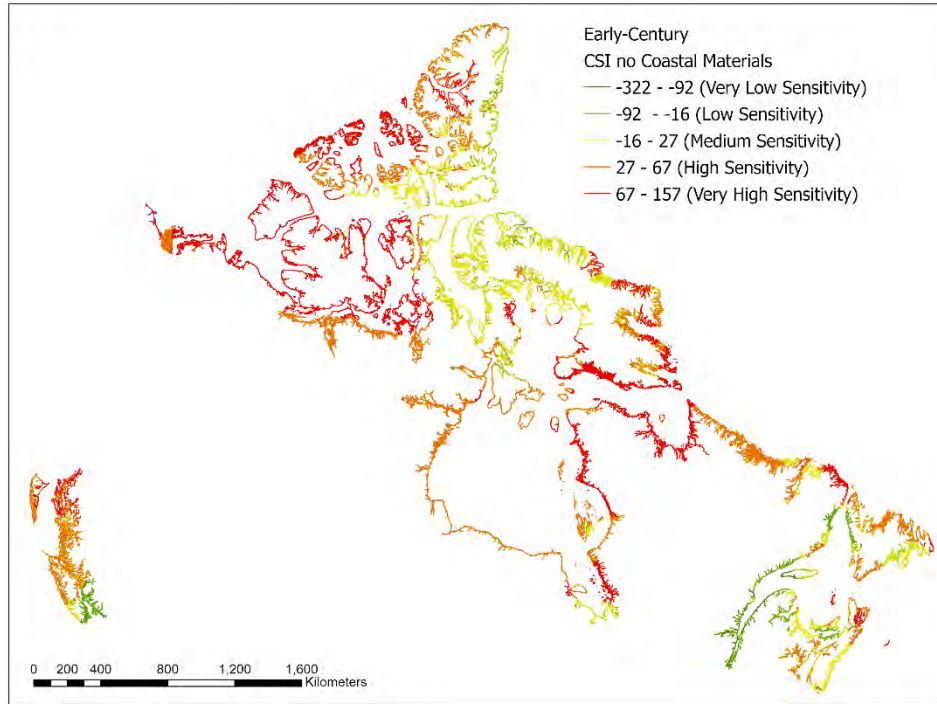 Early-Century
CSI no Coastal Materials
-322 - -92 (Very Low Sensitivity)
-92 - -16 (Low Sensitivity)
-16 - 27 (Medium Sensitivity)
27 - 67 (High Sensitivity)
67 - 157 (Very High Sensitivity)
0 200 400 800 1,200 1,600
Kilometers